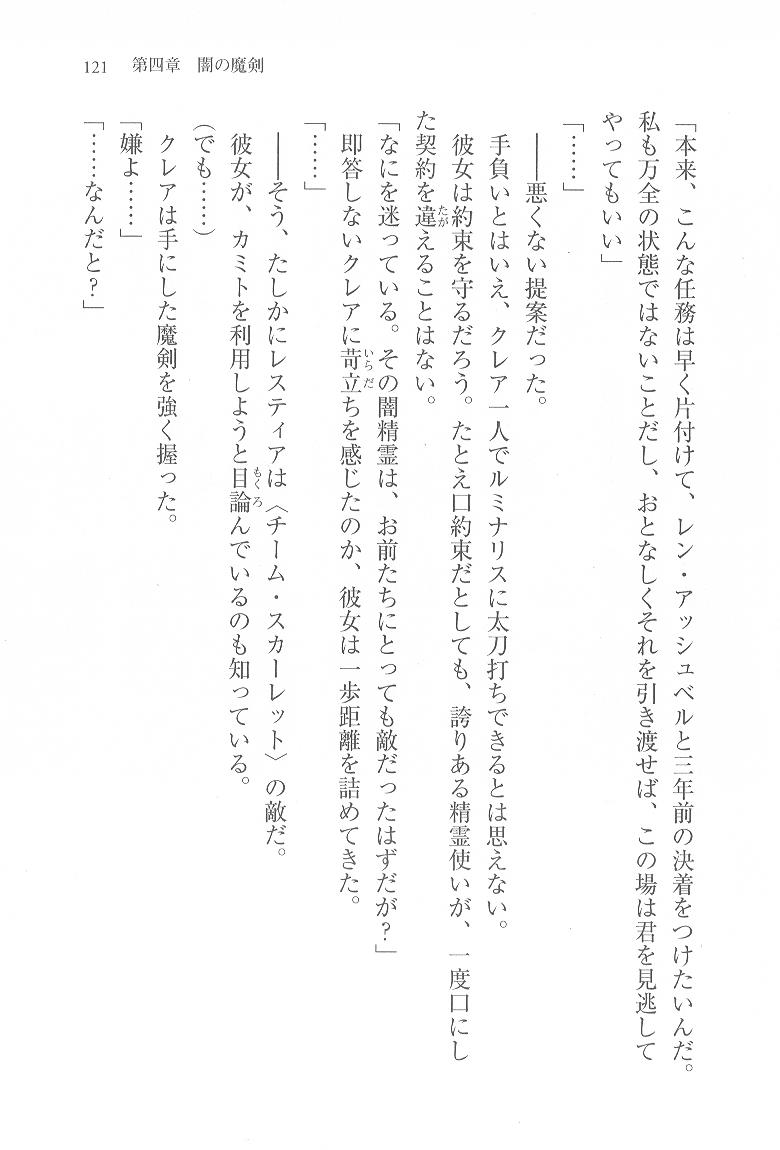 121　第四章　闇の魔剣
「本来、こんな任務は早く片付けて、レン・アッシュベルと三年前の決着をつけたいんだ。
私も万全の状態ではないことだし、おとなしくそれを引き渡せば、この場は君を見逃して
やってもいい」
「……」
――悪くない提案だった。
手負いとはいえ、クレア一人でルミナリスに太刀打ちできるとは思えない。
彼女は約束を守るだろう。たとえ口約束だとしても、誇りある精霊使いが、一度口にし
た契約を違えることはない。
「なにを迷っている。その闇精霊は、お前たちにとっても敵だったはずだが？」
即答しないクレアに苛立ちを感じたのか、彼女は一歩距離を詰めてきた。
「……」
――そう、たしかにレスティアは〈チーム・スカーレット〉の敵だ。
彼女が、カミトを利用しようと目論んでいるのも知っている。
（でも……）
クレアは手にした魔剣を強く握った。
「嫌よ……」
「……なんだと？」